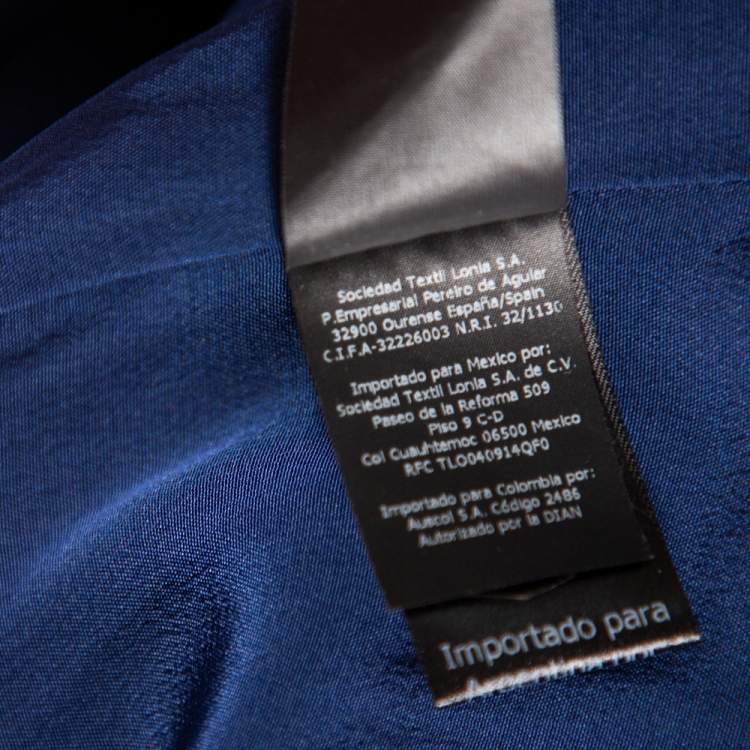 Sociedad Textil Lonia S.A.
P.Empresarial Pereiro de Aguiar
32900 Ourense España/Spain
C.I.F.A-32226003 N.R.I. 32/1130
Importado para Mexico por:
Sociedad Textil Lonia S.A. de C.V.
Paseo de la Reforma 509
Piso 9 C-D
Col Cuauhtemoc 06500 Mexico
RFC TLO040914QF0
Importado para Colombia por:
Auscol S.A. Código 2486
Autorizado por la DIAN
Importado para